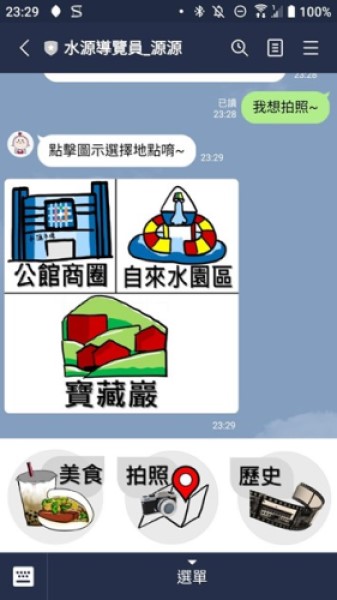 23:29
100%
水源導覽員_源源
23:28
已讀
23:28
我想拍照~
點擊圖示選擇地點唷~
23:29
公館商圈
自來水園區
寶藏巖
23:29
美食
拍照
歷史
選單